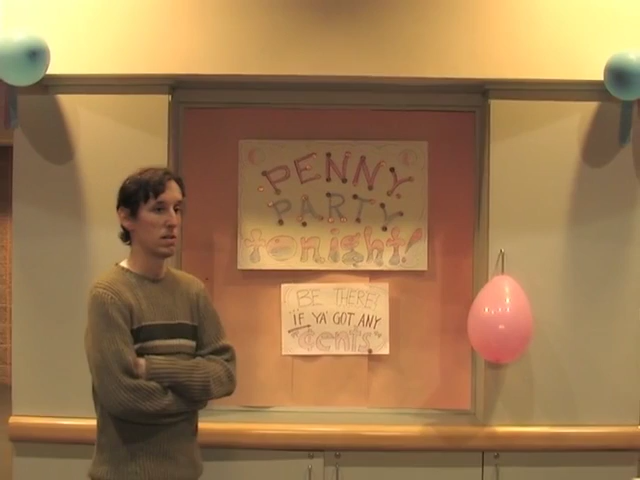 PENNY
PARTY
tonight!
BE THERE!
IF YA' GOT ANY
"cents"